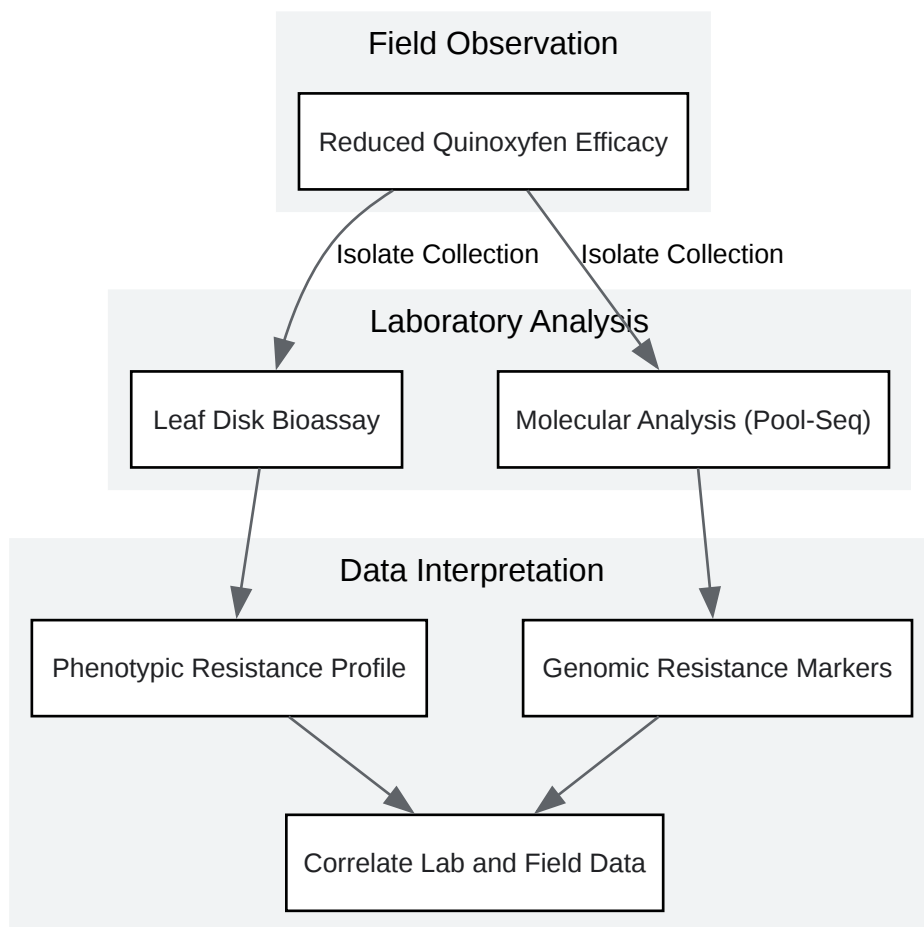 Field Observation
Reduced Quinoxyfen Efficacy
Isolate Collection
Isolate Collection
Laboratory Analysis
Leaf Disk Bioassay
Molecular Analysis (Pool-Seq)
Data Interpretation
Phenotypic Resistance Profile
Genomic Resistance Markers
Correlate Lab and Field Data